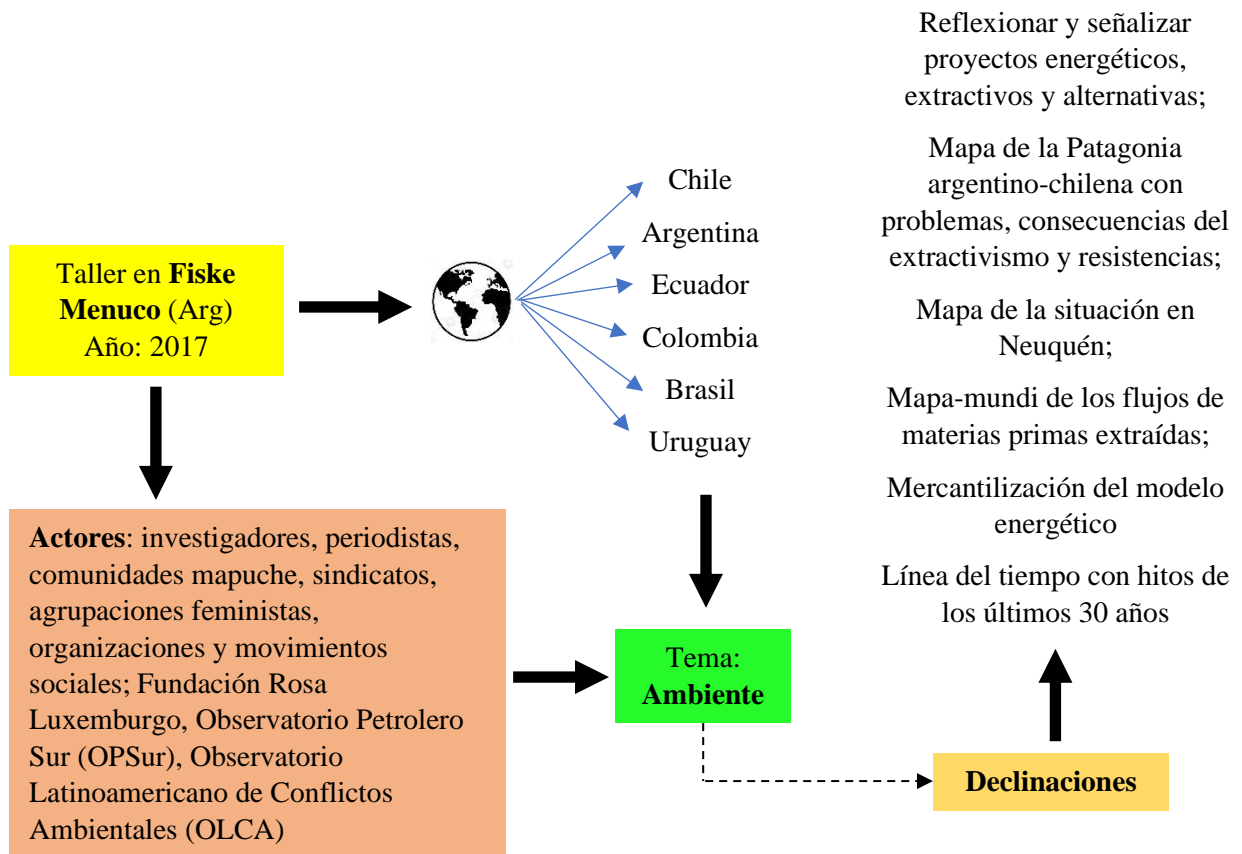 Taller en Fiske
Menuco (Arg)
Año: 2017
Chile
Argentina
Ecuador
Colombia
Brasil
Uruguay
Actores: investigadores, periodistas,
comunidades mapuche, sindicatos,
agrupaciones feministas,
organizaciones y movimientos
sociales; Fundación Rosa
Luxemburgo, Observatorio Petrolero
Sur (OPSur), Observatorio
Latinoamericano de Conflictos
Ambientales (OLCA)
Tema:
Ambiente
Declinaciones
Reflexionar y señalizar
proyectos energéticos,
extractivos y alternativas;
Mapa de la Patagonia
argentino-chilena con
problemas, consecuencias del
extractivismo y resistencias;
Mapa de la situación en
Neuquén;
Mapa-mundi de los flujos de
materias primas extraídas;
Mercantilización del modelo
energético
Línea del tiempo con hitos de
los últimos 30 años